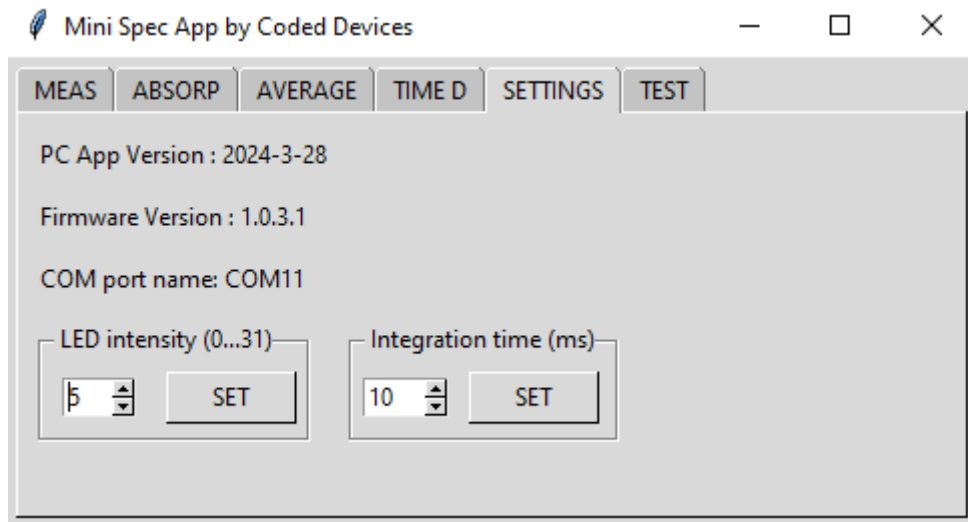 Mini Spec App by Coded Devices
MEAS ABSORP AVERAGE TIME D SETTINGS TEST
PC App Version : 2024-3-28
Firmware Version : 1.0.3.1
COM port name: COM11
LED intensity (0...31) Integration time (ms)
5 SET 10 SET